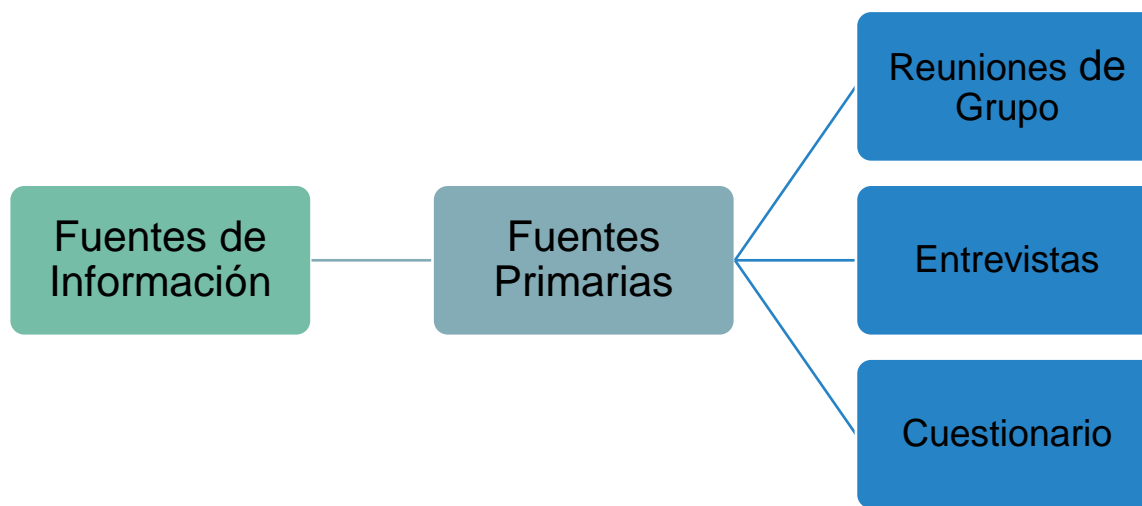 Fuentes de
Información
Fuentes
Primarias
Reuniones de
Grupo
Entrevistas
Cuestionario